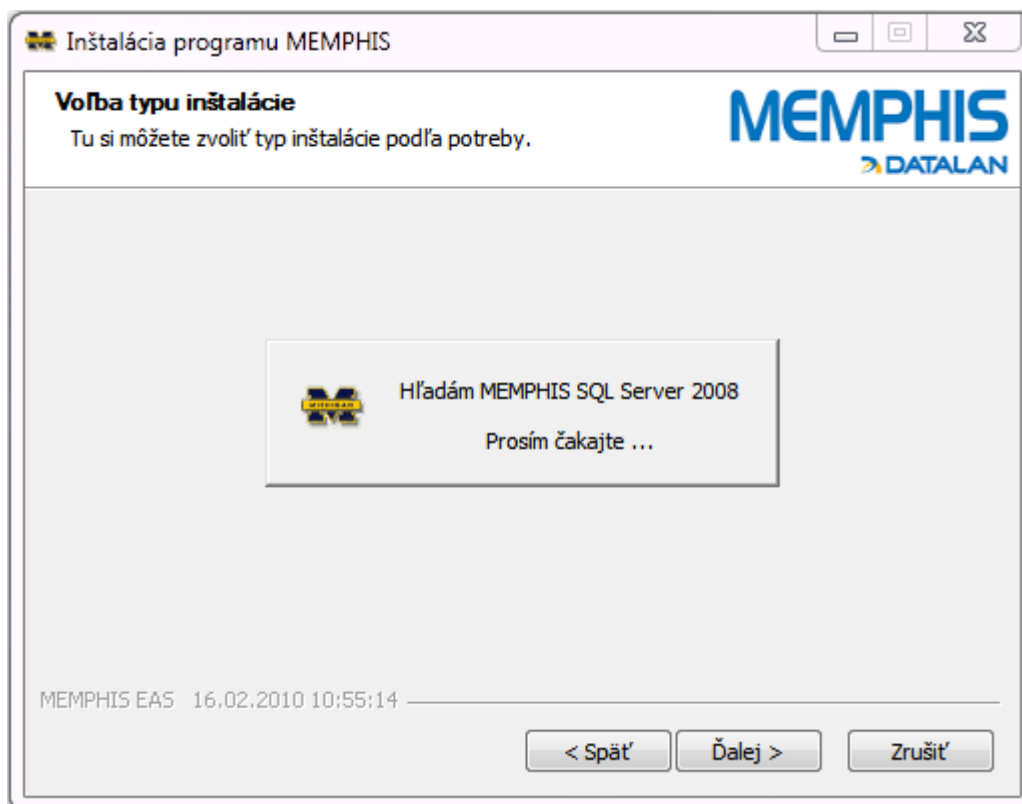 Inštalácia programu MEMPHIS
Voľba typu inštalácie
Tu si môžete zvoliť typ inštalácie podľa potreby.
MEMPHIS
DATALAN
Hľadám MEMPHIS SQL Server 2008
MICHIGAN
Prosím čakajte ...
MEMPHIS EAS 16.02.2010 10:55:14
< Späť
Ďalej >
Zrušiť